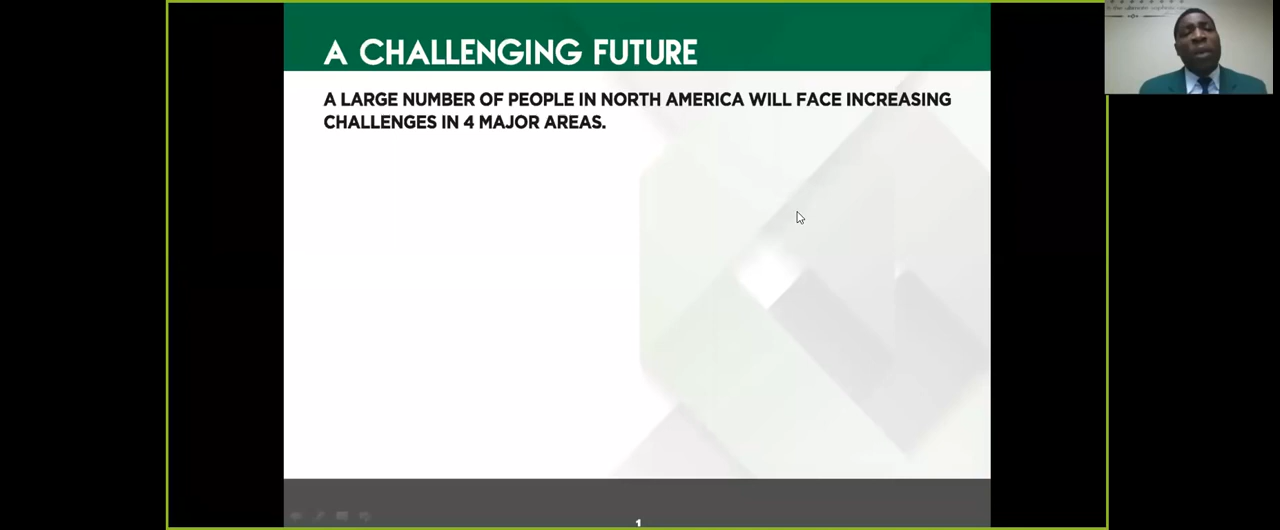 A CHALLENGING FUTURE
A LARGE NUMBER OF PEOPLE IN NORTH AMERICA WILL FACE INCREASING
CHALLENGES IN 4 MAJOR AREAS.
1